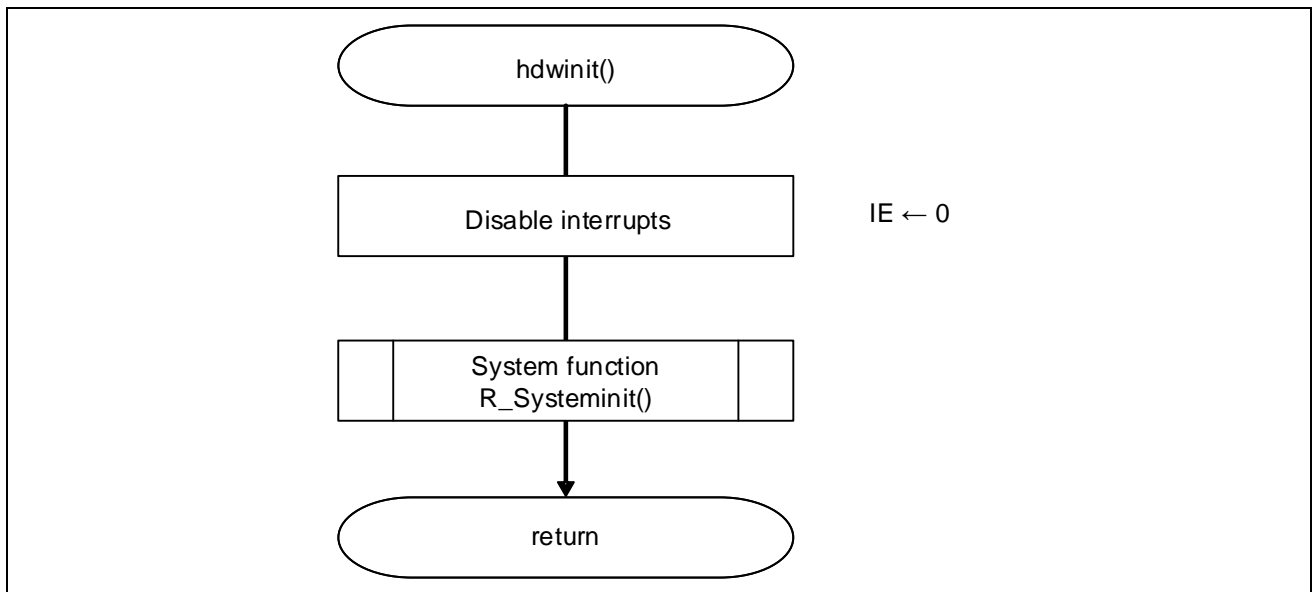 hdwinit()
Disable interrupts
IE ← 0
System function
R_Systeminit()
return